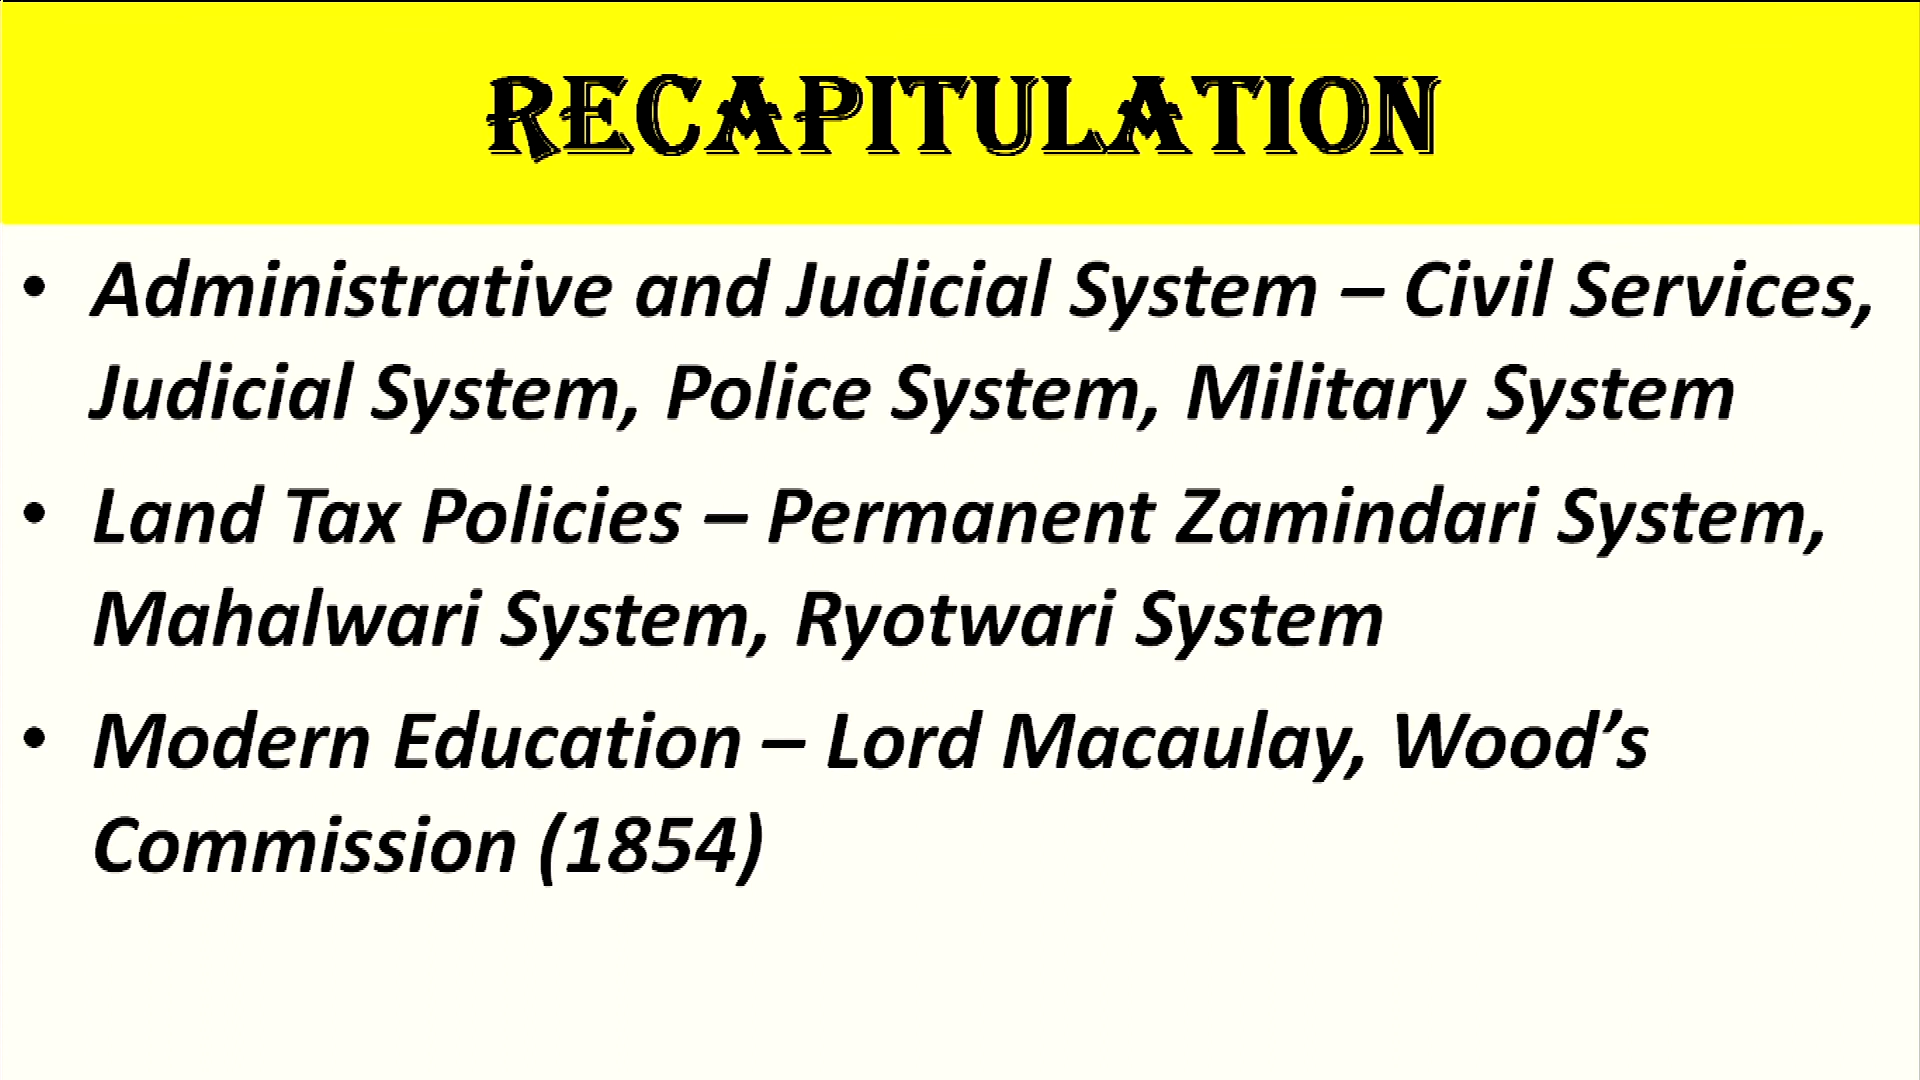 RECAPITULATION
• Administrative and Judicial System – Civil Services,
Judicial System, Police System, Military System
• Land Tax Policies – Permanent Zamindari System,
Mahalwari System, Ryotwari System
• Modern Education – Lord Macaulay, Wood’s
Commission (1854)